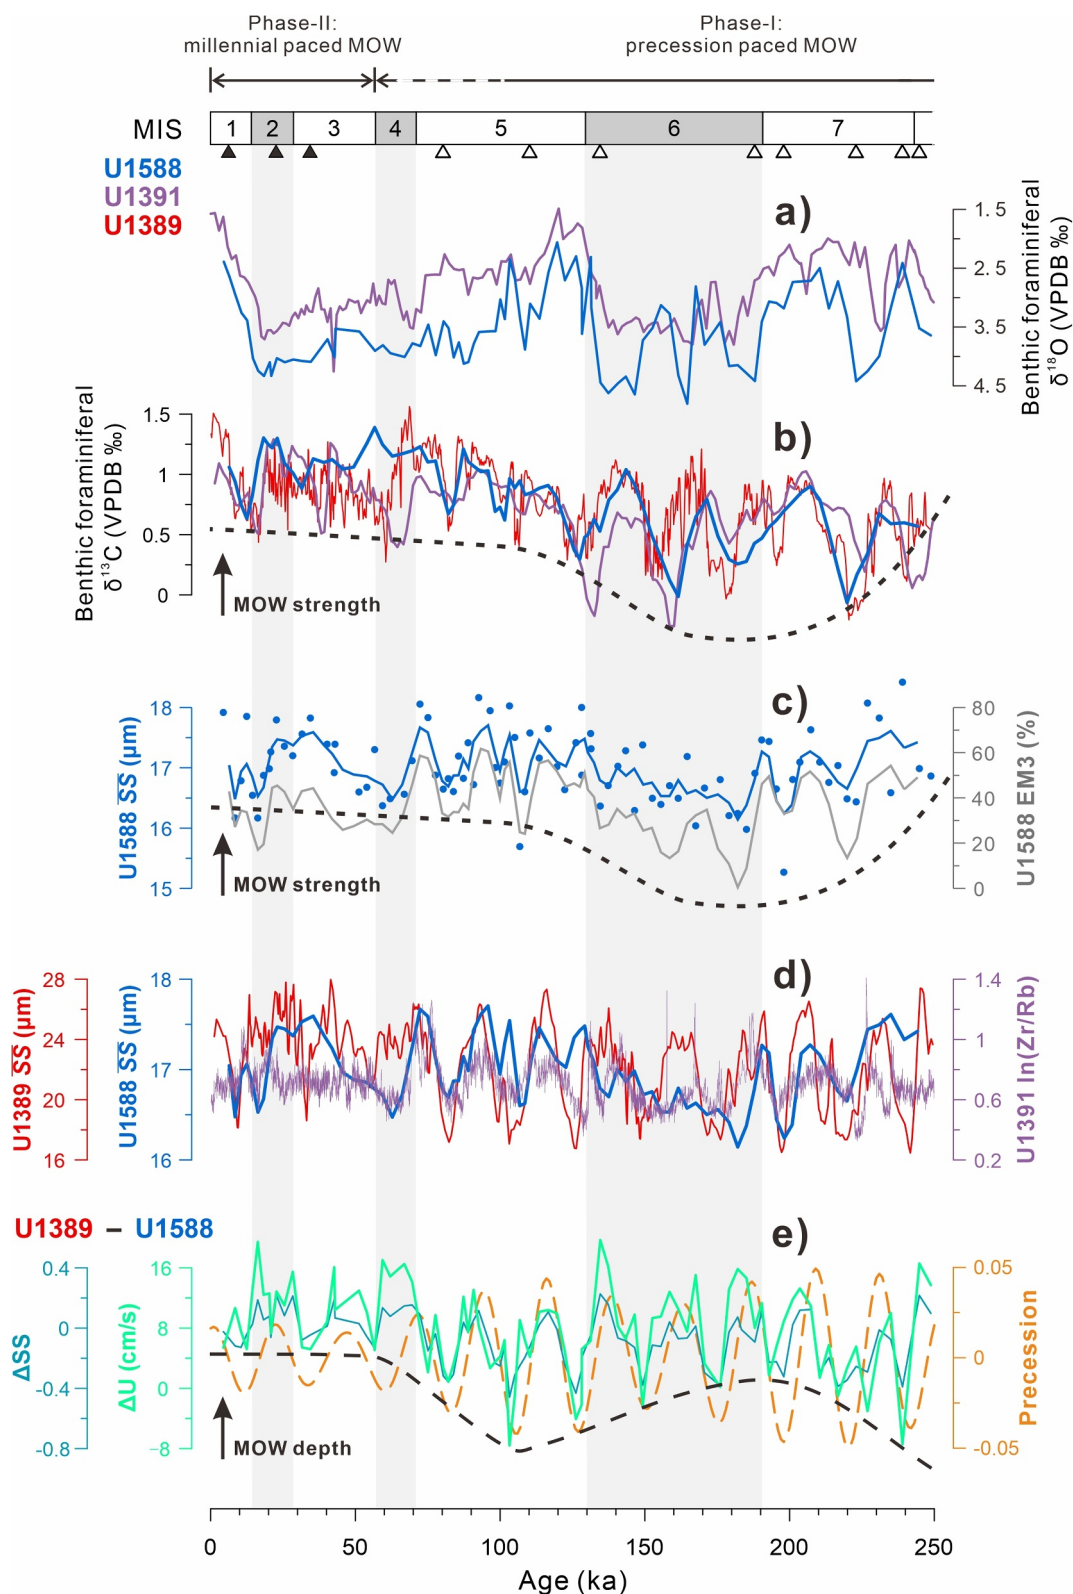 Phase-II:
millennial paced MOW
Phase-I:
precession paced MOW
MIS
1 2 3 4 5 6 7
U1588
U1391
U1389
a)
1.5
2.5
3.5
4.5
Benthic foraminiferal
δ¹⁸O (VPDB ‰)
Benthic foraminiferal
δ¹³C (VPDB ‰)
1.5
1
0.5
0
b)
MOW strength
U1588 S̅S̅ (μm)
18
17
16
15
c)
80
60
40
20
0
U1588 EM3 (%)
MOW strength
U1389 S̅S̅ (μm)
28
24
20
16
U1588 S̅S̅ (μm)
18
17
16
d)
1.4
1
0.6
0.2
U1391 ln(Zr/Rb)
U1389 – U1588
e)
ΔSS
0.4
0
-0.4
-0.8
ΔU (cm/s)
16
8
0
−8
0.05
0
-0.05
Precession
MOW depth
0 50 100 150 200 250
Age (ka)